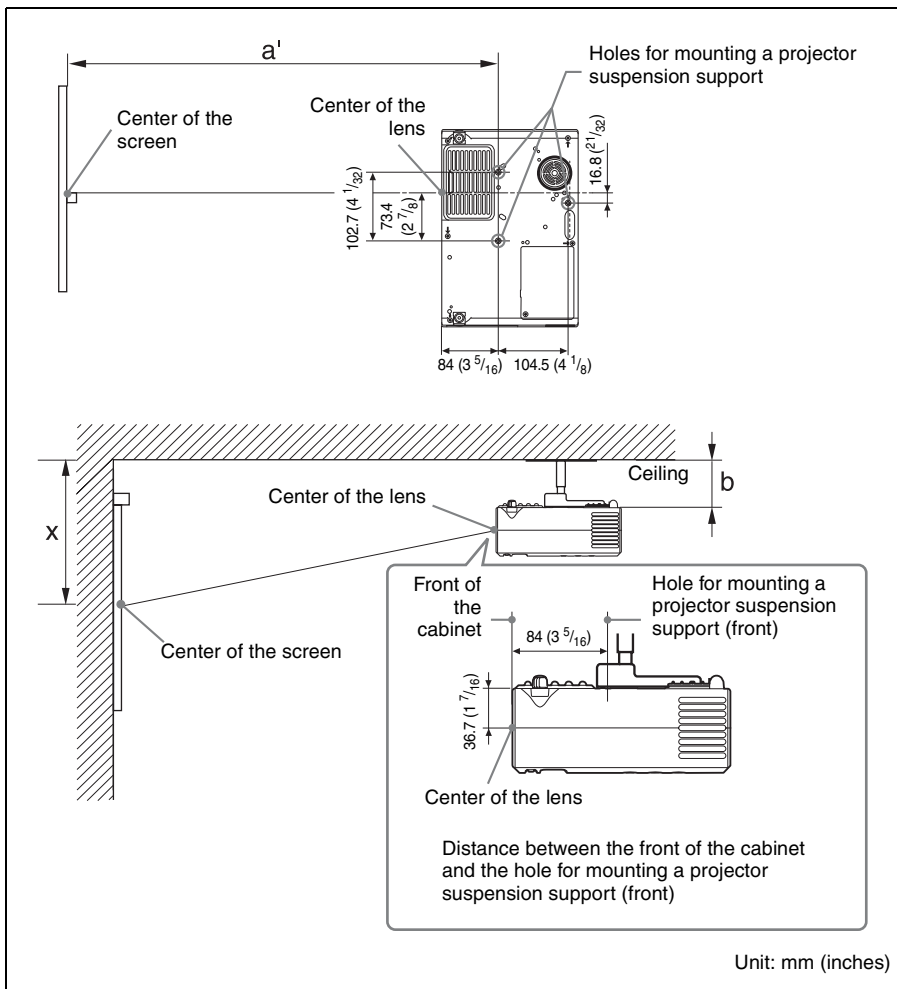 a'
Holes for mounting a projector
suspension support
Center of the
screen
Center of the
lens
16.8 (21/32)
102.7 (4 1/32)
73.4
(2 7/8)
84 (3 5/16)
104.5 (4 1/8)
Ceiling
b
x
Center of the lens
Center of the screen
Front of
the
cabinet
Hole for mounting a
projector suspension
support (front)
84 (3 5/16)
36.7 (1 7/16)
Center of the lens
Distance between the front of the cabinet
and the hole for mounting a projector
suspension support (front)
Unit: mm (inches)